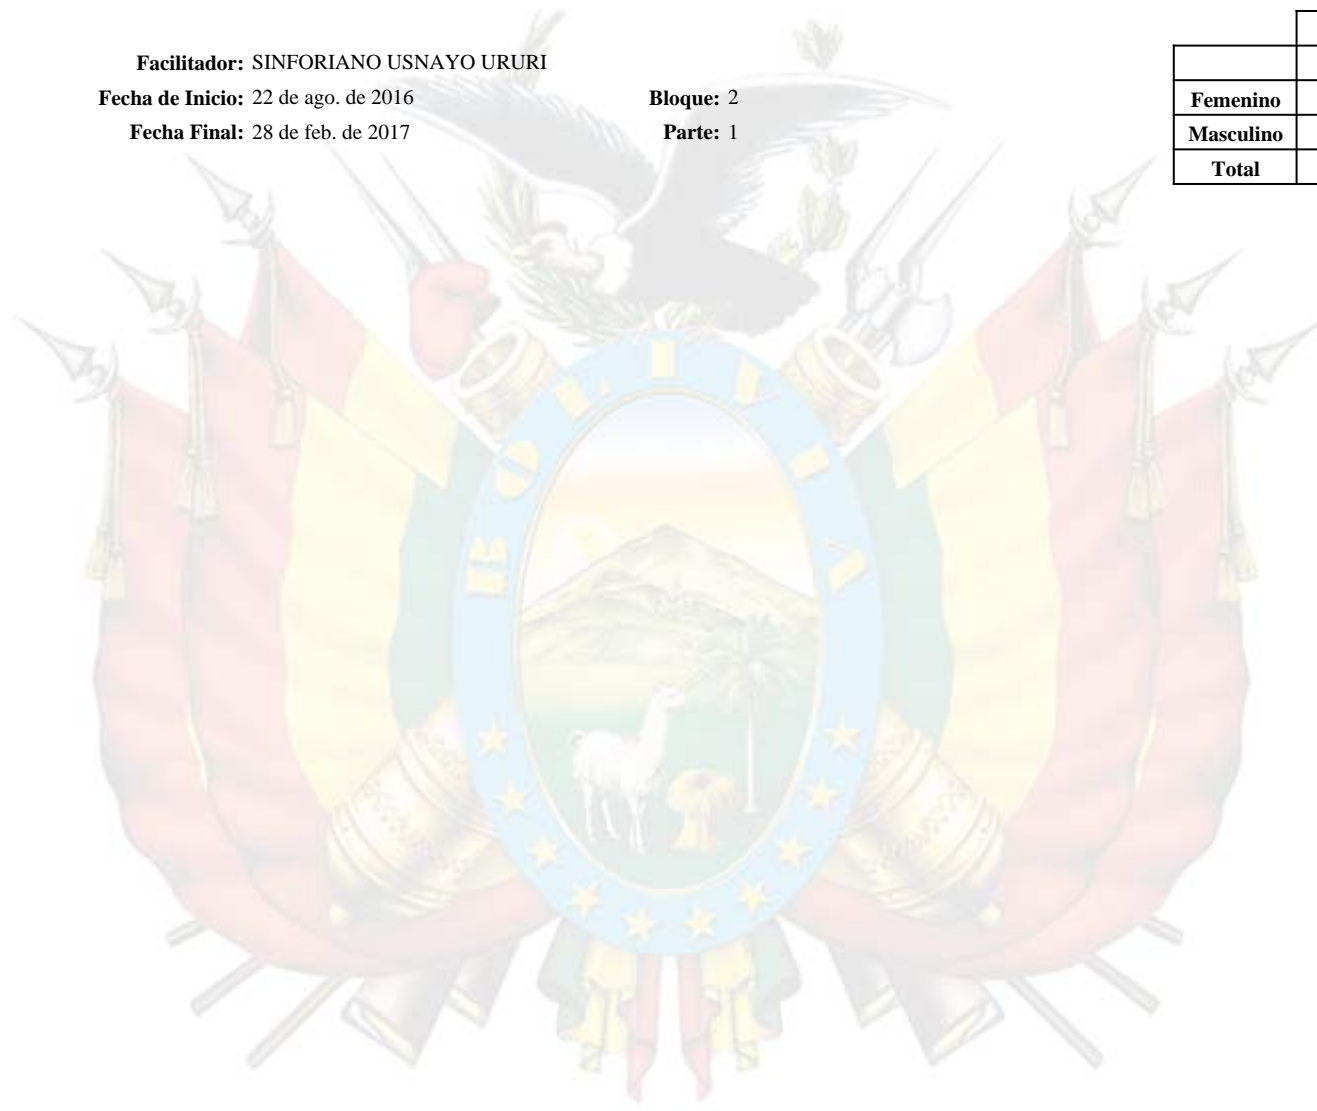 Facilitador: SINFORIANO USNAYO URURI
Fecha de Inicio: 22 de ago. de 2016 Bloque: 2
Fecha Final: 28 de feb. de 2017 Parte: 1
Femenino
Masculino
Total
BOLIVIA